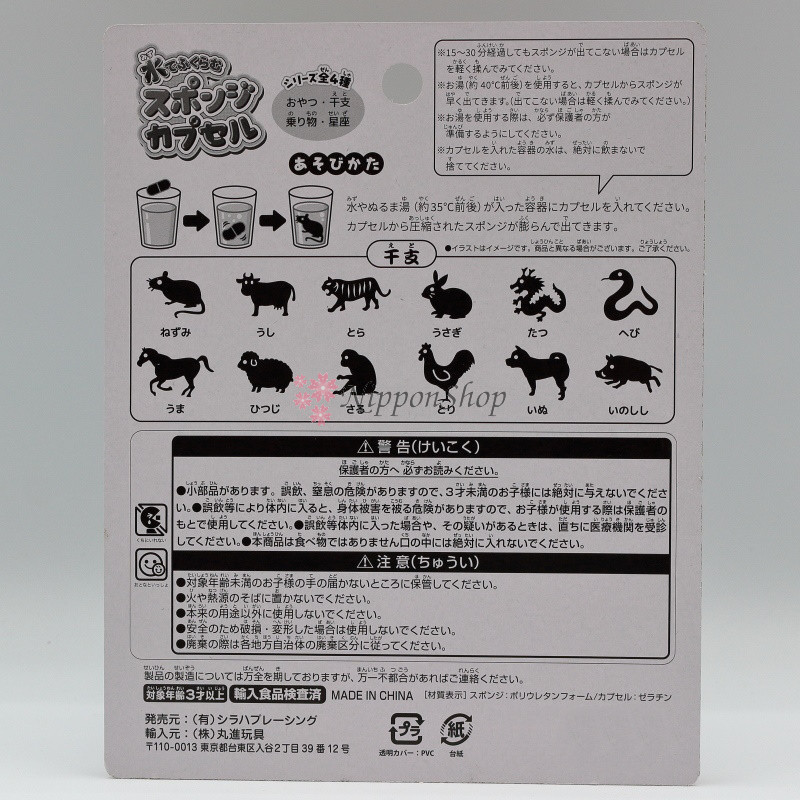 水でふくらむ
スポンジ
カプセル
シリーズ全4種
おやつ・干支
乗り物・星座
※15〜30分経過してもスポンジが出てこない場合はカプセル
を軽く揉んでみてください。
※お湯(約40℃前後)を使用すると、カプセルからスポンジが
早く出てきます。(出てこない場合は軽く揉んでみてください。)
※お湯を使用する際は、必ず保護者の方が
準備するようにしてください。
※カプセルを入れた容器の水は、絶対に飲まないで
捨ててください。
あそびかた
水やぬるま湯(約35℃前後)が入った容器にカプセルを入れてください。
カプセルから圧縮されたスポンジが膨らんで出てきます。
●イラストはイメージです。商品と異なる場合がございます。ご了承ください。
干支
ねずみ うし とら うさぎ たつ へび
うま ひつじ さる とり いぬ いのしし
Nippon Shop
⚠警告(けいこく)
保護者の方へ 必ずお読みください。
●小部品があります。誤飲、窒息の危険がありますので、3才未満のお子様には絶対に与えないでくださ
い。●誤飲等により体内に入ると、身体被害を被る危険がありますので、お子様が使用する際は保護者の
もとで使用してください。●誤飲等体内に入った場合や、その疑いがあるときは、直ちに医療機関を受診
してください。●本商品は食べ物ではありません口の中には絶対に入れないでください。
くちにいれない
おとなといっしょ
⚠注意(ちゅうい)
●対象年齢未満のお子様の手の届かないところに保管してください。
●火や熱源のそばに置かないでください。
●本来の用途以外に使用しないでください。
●安全のため破損・変形した場合は使用しないでください。
●廃棄の際は各地方自治体の廃棄区分に従ってください。
製品の製造については万全を期しておりますが、万一不都合があればご連絡ください。
対象年齢3才以上 輸入食品検査済 MADE IN CHINA [材質表示] スポンジ:ポリウレタンフォーム/カプセル:ゼラチン
発売元:(有)シラハプレーシング
輸入元:(株)丸進玩具
〒110-0013 東京都台東区入谷2丁目39番12号
プラ
透明カバー:PVC
紙
台紙